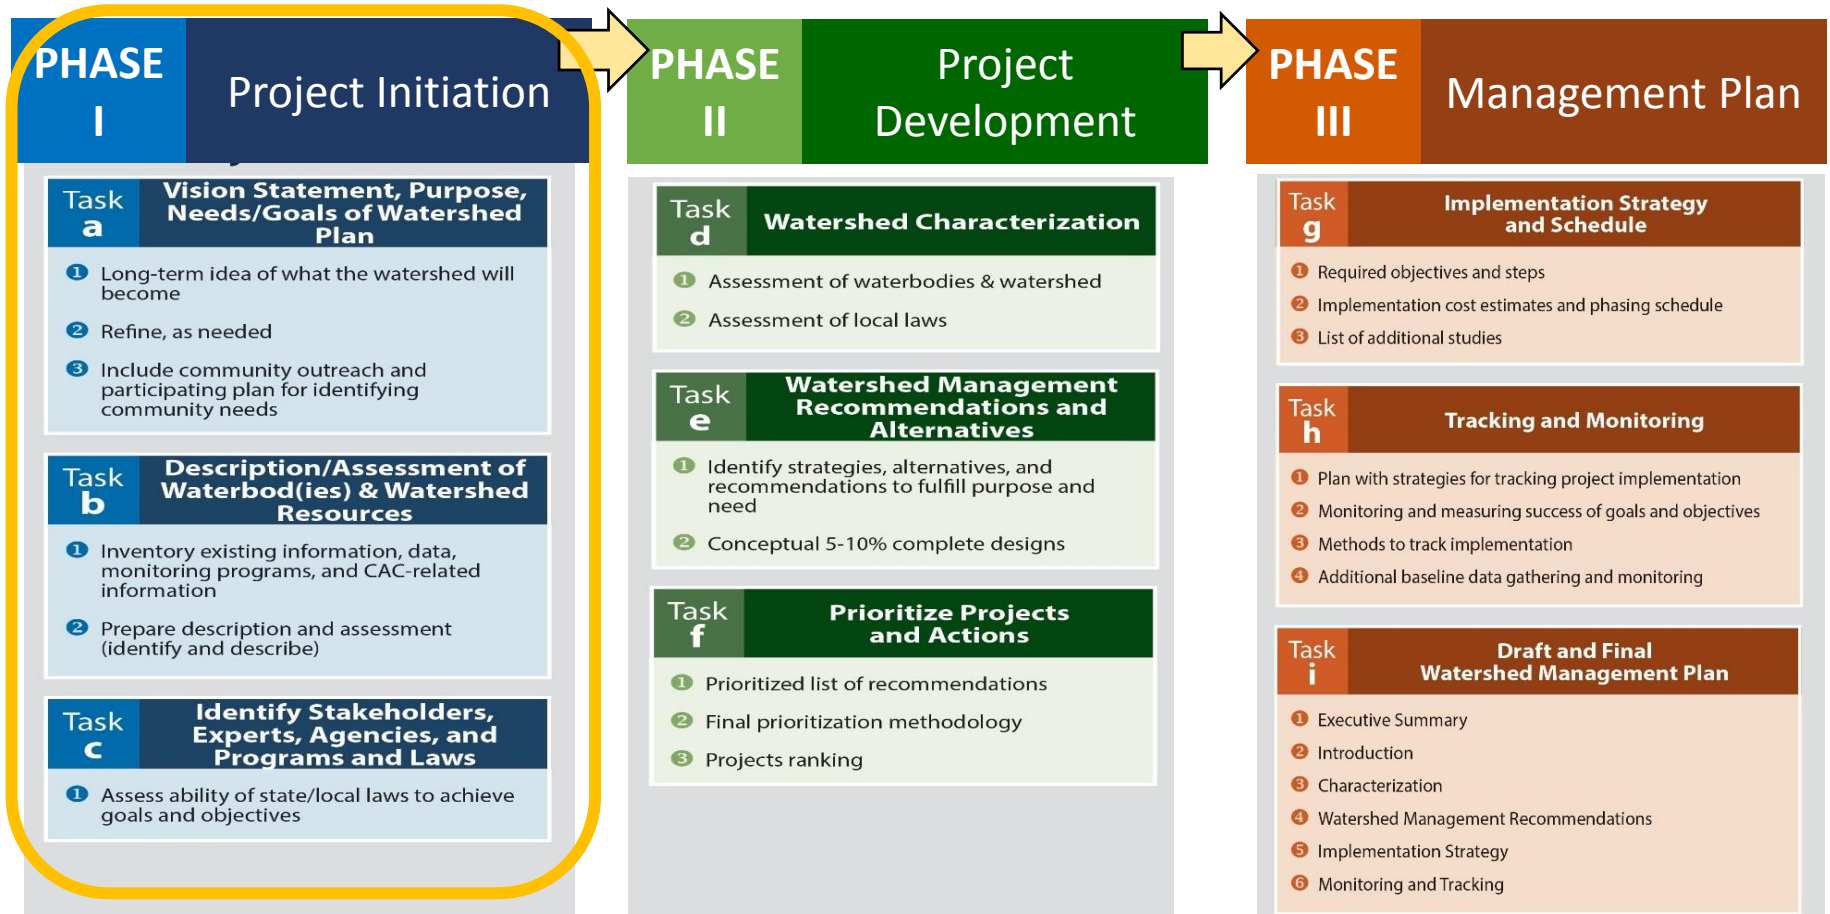 PHASE
I
Project Initiation
Task
a
Vision Statement, Purpose,
Needs/Goals of Watershed
Plan
1 Long-term idea of what the watershed will
become
2 Refine, as needed
3 Include community outreach and
participating plan for identifying
community needs
Task
b
Description/Assessment of
Waterbod(ies) & Watershed
Resources
1 Inventory existing information, data,
monitoring programs, and CAC-related
information
2 Prepare description and assessment
(identify and describe)
Task
c
Identify Stakeholders,
Experts, Agencies, and
Programs and Laws
1 Assess ability of state/local laws to achieve
goals and objectives
PHASE
II
Project
Development
Task
d
Watershed Characterization
1 Assessment of waterbodies & watershed
2 Assessment of local laws
Task
e
Watershed Management
Recommendations and
Alternatives
1 Identify strategies, alternatives, and
recommendations to fulfill purpose and
need
2 Conceptual 5-10% complete designs
Task
f
Prioritize Projects
and Actions
1 Prioritized list of recommendations
2 Final prioritization methodology
3 Projects ranking
PHASE
III
Management Plan
Task
g
Implementation Strategy
and Schedule
1 Required objectives and steps
2 Implementation cost estimates and phasing schedule
3 List of additional studies
Task
h
Tracking and Monitoring
1 Plan with strategies for tracking project implementation
2 Monitoring and measuring success of goals and objectives
3 Methods to track implementation
4 Additional baseline data gathering and monitoring
Task
i
Draft and Final
Watershed Management Plan
1 Executive Summary
2 Introduction
3 Characterization
4 Watershed Management Recommendations
5 Implementation Strategy
6 Monitoring and Tracking